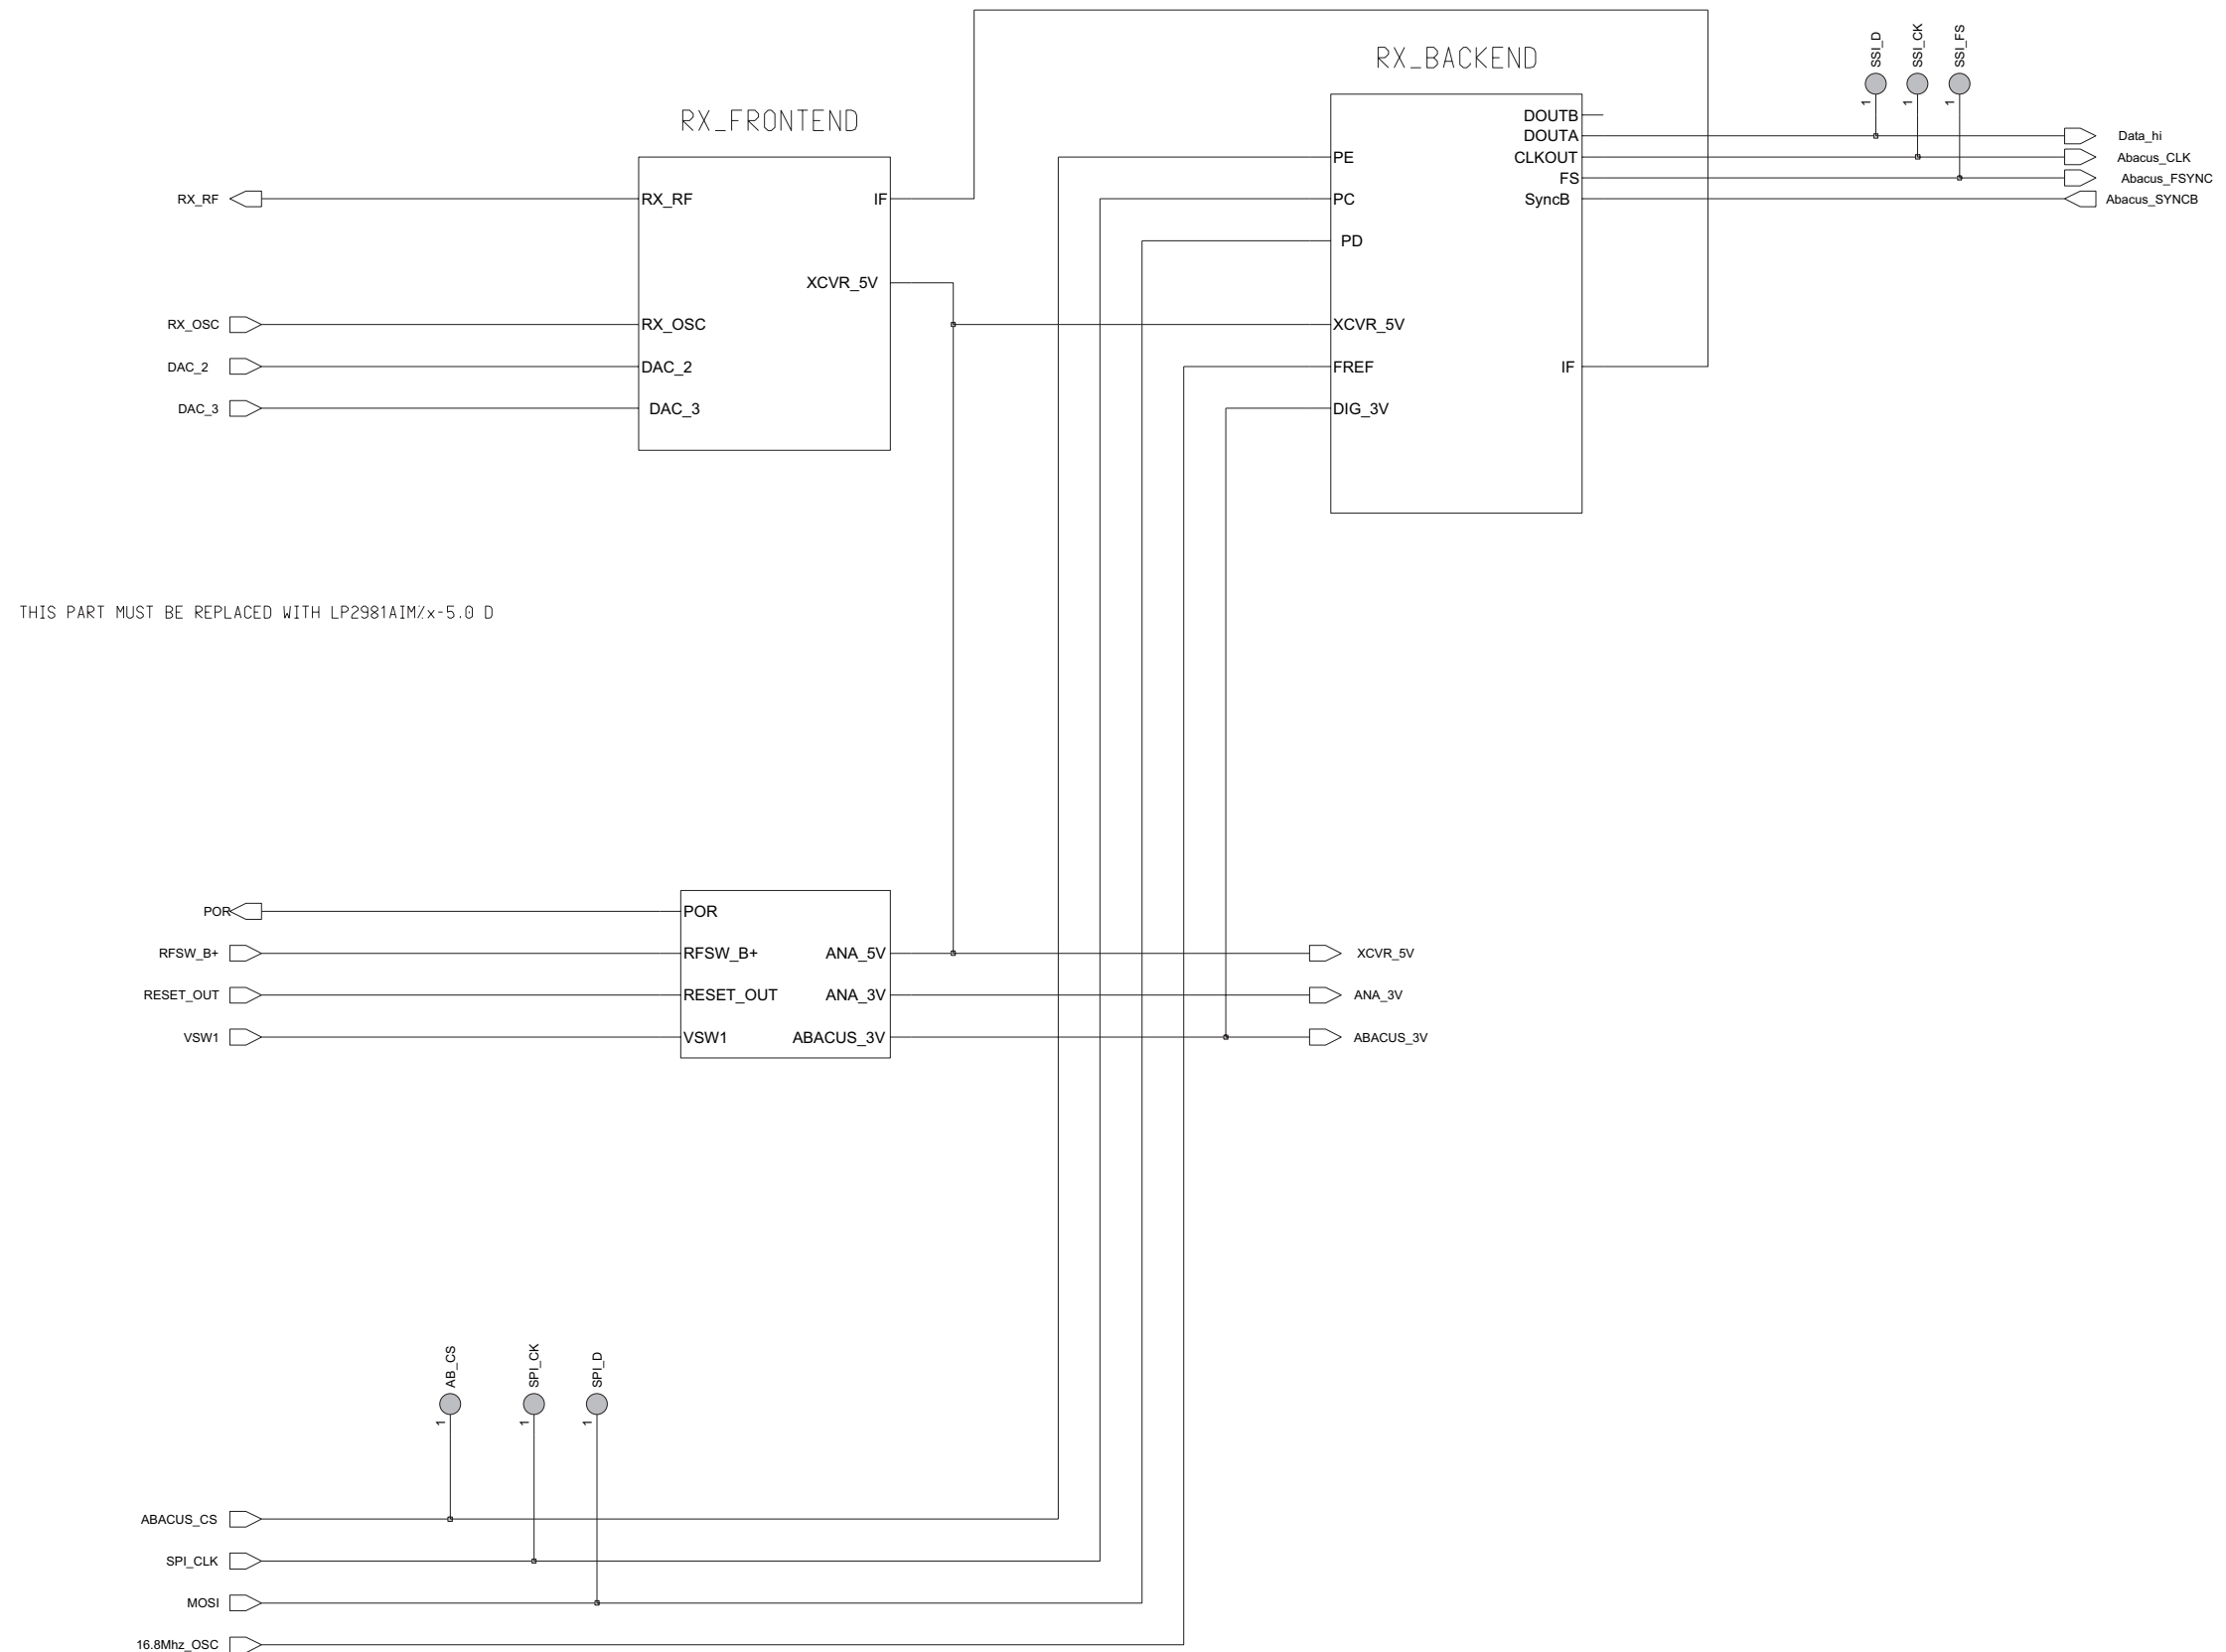 SSI_D
SSI_CK
SSI_FS
RX_BACKEND
1
1
1
RX_FRONTEND
DOUTB
DOUTA
Data_hi
PE
CLKOUT
Abacus_CLK
FS
Abacus_FSYNC
RX_RF
RX_RF
IF
PC
SyncB
Abacus_SYNCB
PD
XCVR_5V
RX_OSC
RX_OSC
XCVR_5V
DAC_2
DAC_2
FREF
IF
DAC_3
DAC_3
DIG_3V
THIS PART MUST BE REPLACED WITH LP2981AIM/x-5.0 D
POR
POR
RFSW_B+
RFSW_B+
ANA_5V
XCVR_5V
RESET_OUT
RESET_OUT
ANA_3V
ANA_3V
VSW1
VSW1
ABACUS_3V
ABACUS_3V
AB_CS
SPI_CK
SPI_D
1
1
1
ABACUS_CS
SPI_CLK
MOSI
16.8Mhz_OSC